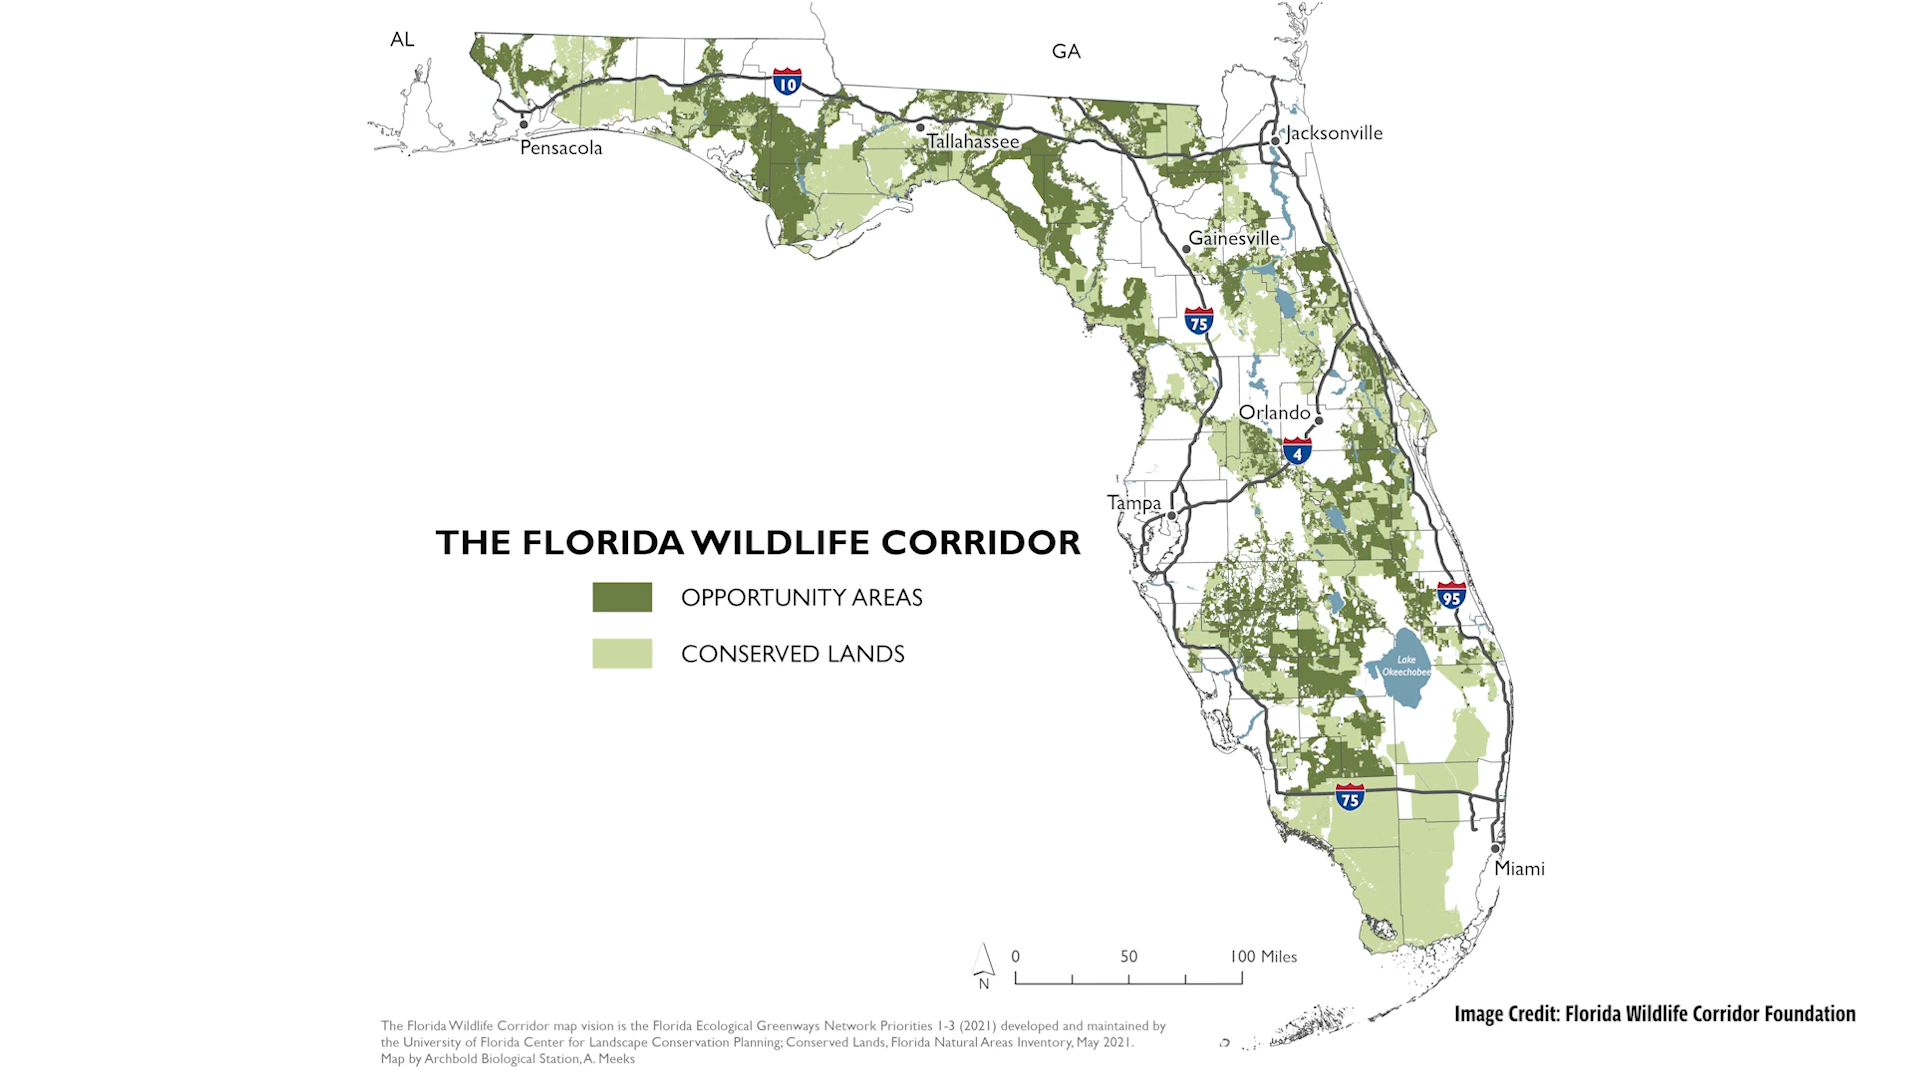 AL
GA
10
Jacksonville
Tallahassee
Pensacola
Gainesville
75
Orlando
4
Tampa
THE FLORIDA WILDLIFE CORRIDOR
OPPORTUNITY AREAS
95
CONSERVED LANDS
Lake
Okeechobee
75
Miami
0 50 100 Miles
N
Image Credit: Florida Wildlife Corridor Foundation
The Florida Wildlife Corridor map vision is the Florida Ecological Greenways Network Priorities 1-3 (2021) developed and maintained by
the University of Florida Center for Landscape Conservation Planning; Conserved Lands, Florida Natural Areas Inventory, May 2021.
Map by Archbold Biological Station, A. Meeks